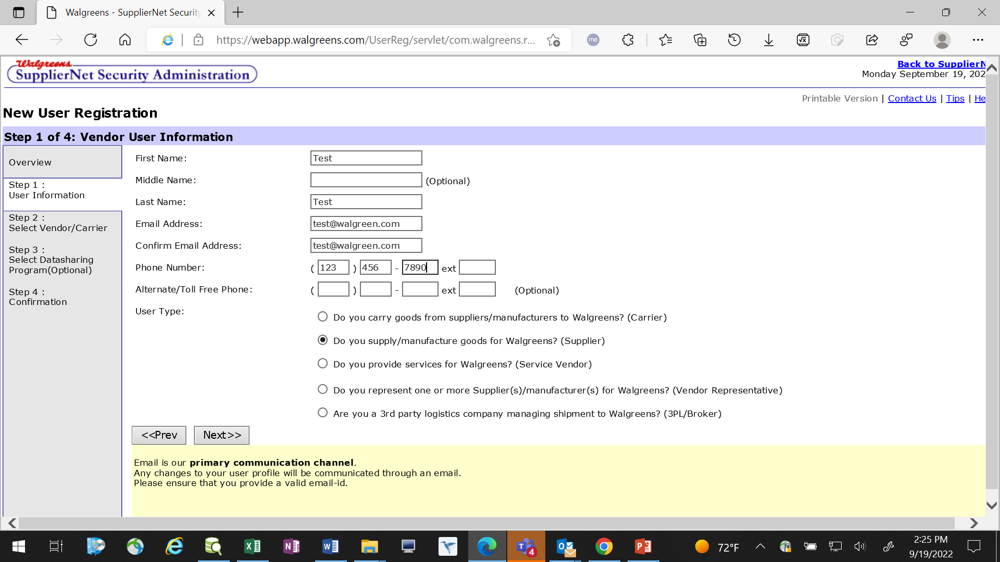 Walgreens - SupplierNet Security
https://webapp.walgreens.com/UserReg/servlet/com.walgreens.r...
me
Walgreens
SupplierNet Security Administration
Back to SupplierN
Monday September 19, 202
Printable Version | Contact Us | Tips | He
New User Registration
Step 1 of 4: Vendor User Information
Overview
Step 1 :
User Information
Step 2 :
Select Vendor/Carrier
Step 3 :
Select Datasharing
Program(Optional)
Step 4 :
Confirmation
First Name: Test
Middle Name: (Optional)
Last Name: Test
Email Address: test@walgreen.com
Confirm Email Address: test@walgreen.com
Phone Number: ( 123 ) 456 - 7890 ext
Alternate/Toll Free Phone: ( ) - ext (Optional)
User Type:
Do you carry goods from suppliers/manufacturers to Walgreens? (Carrier)
Do you supply/manufacture goods for Walgreens? (Supplier)
Do you provide services for Walgreens? (Service Vendor)
Do you represent one or more Supplier(s)/manufacturer(s) for Walgreens? (Vendor Representative)
Are you a 3rd party logistics company managing shipment to Walgreens? (3PL/Broker)
<<Prev Next>>
Email is our primary communication channel.
Any changes to your user profile will be communicated through an email.
Please ensure that you provide a valid email-id.
4
72°F
2:25 PM
9/19/2022